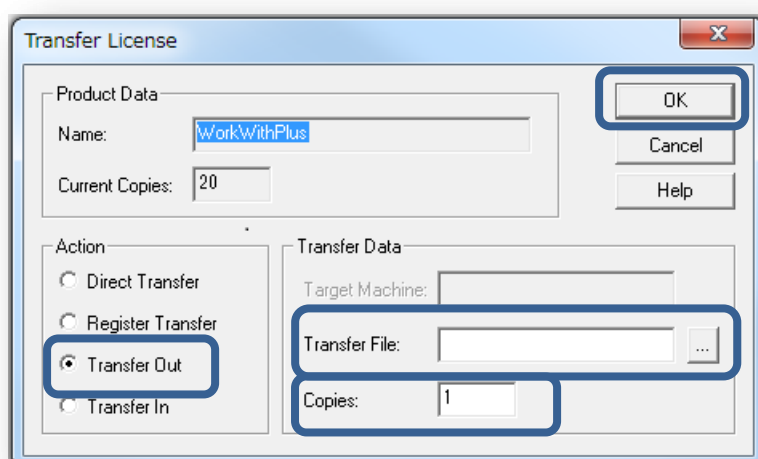 Transfer License
Product Data
Name: WorkWithPlus
Current Copies: 20
OK
Cancel
Help
Action
Direct Transfer
Register Transfer
Transfer Out
Transfer In
Transfer Data
Target Machine:
Transfer File: ...
Copies: 1